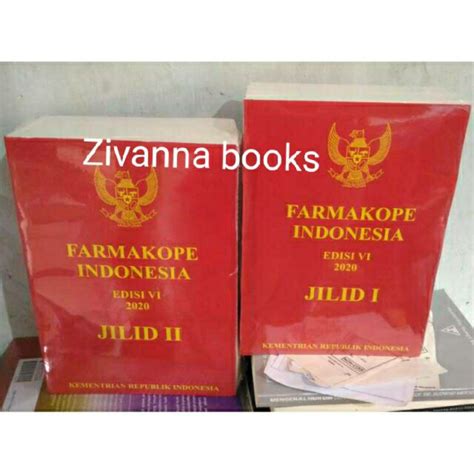 Zivanna books
FARMAKOPE
INDONESIA
EDISI VI
2020
JILID II
KEMENTRIAN REPUBLIK INDONESIA
FARMAKOPE
INDONESIA
EDISI VI
2020
JILID I
KEMENTRIAN REPUBLIK INDONESIA